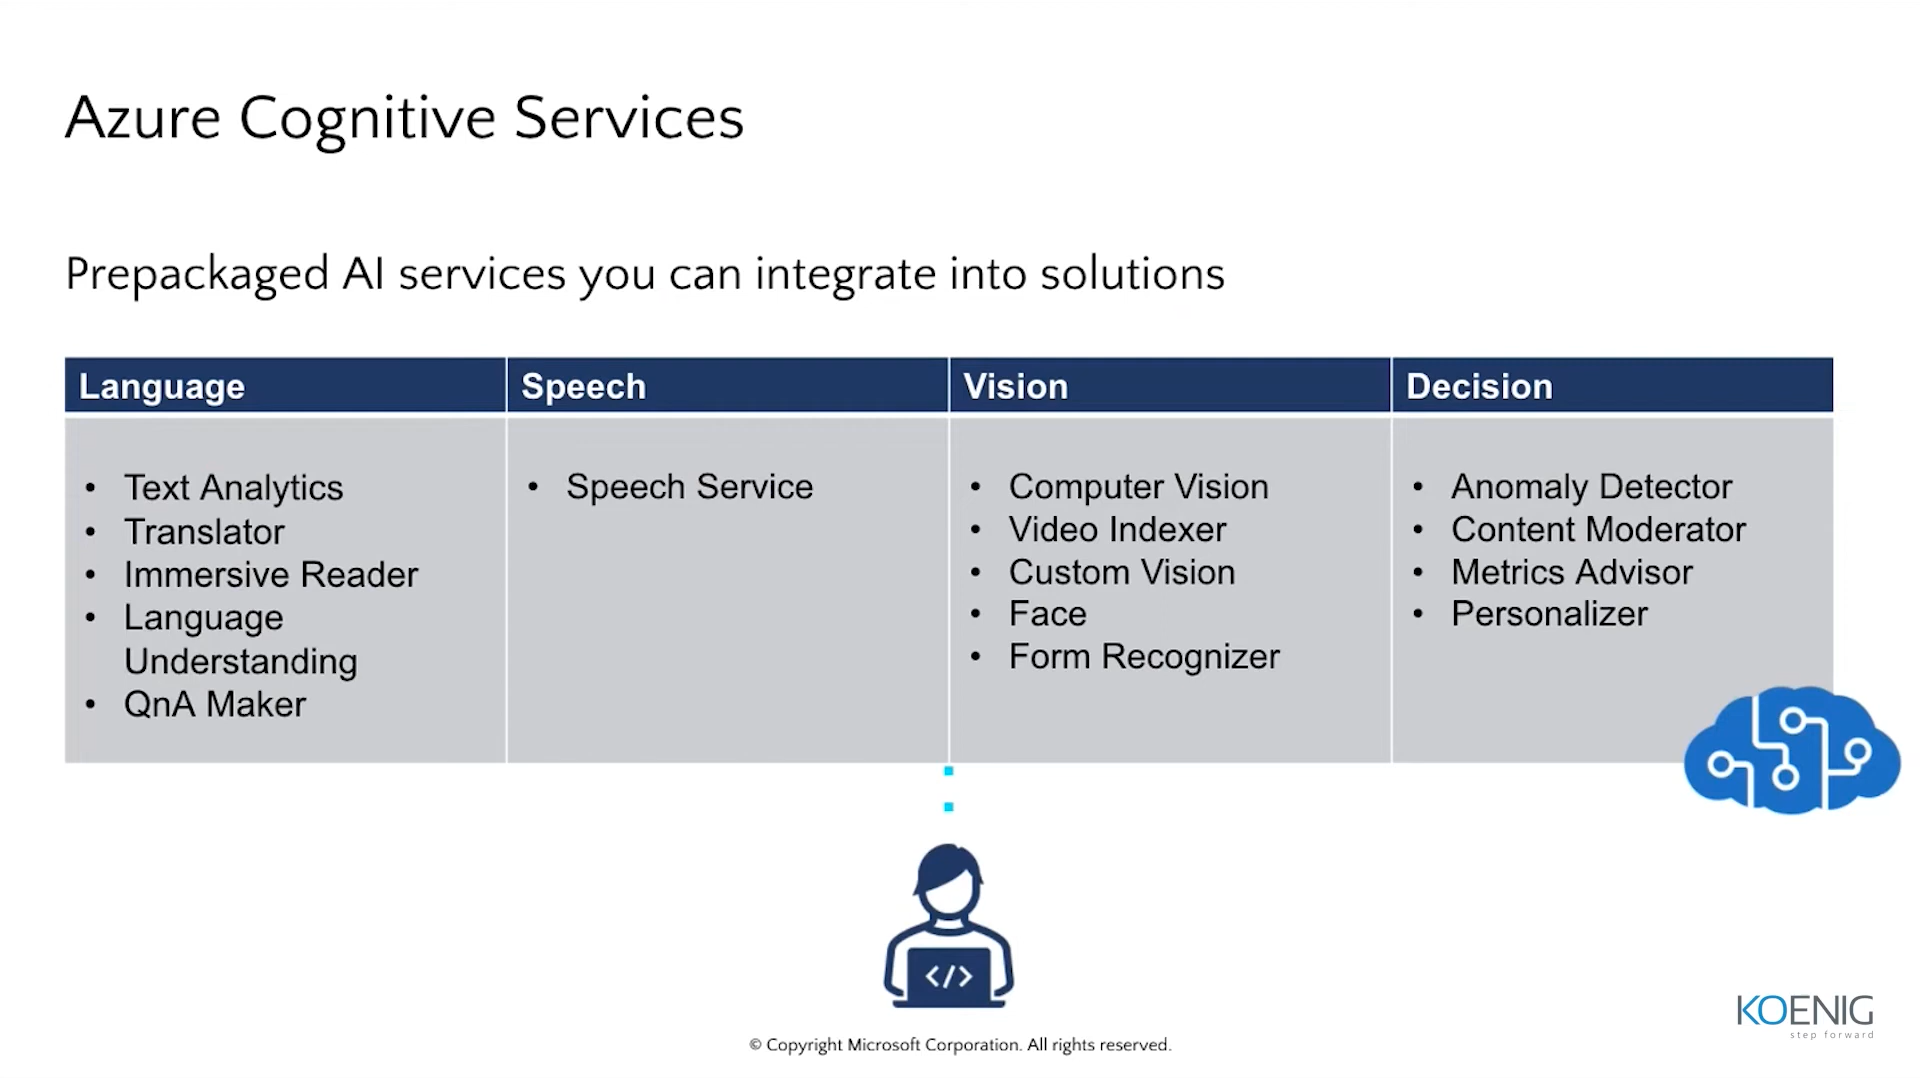 Azure Cognitive Services
Prepackaged AI services you can integrate into solutions
Language
Speech
Vision
Decision
• Text Analytics
• Translator
• Immersive Reader
• Language
Understanding
• QnA Maker
• Speech Service
• Computer Vision
• Video Indexer
• Custom Vision
• Face
• Form Recognizer
• Anomaly Detector
• Content Moderator
• Metrics Advisor
• Personalizer
</>
KOENIG
step forward
© Copyright Microsoft Corporation. All rights reserved.